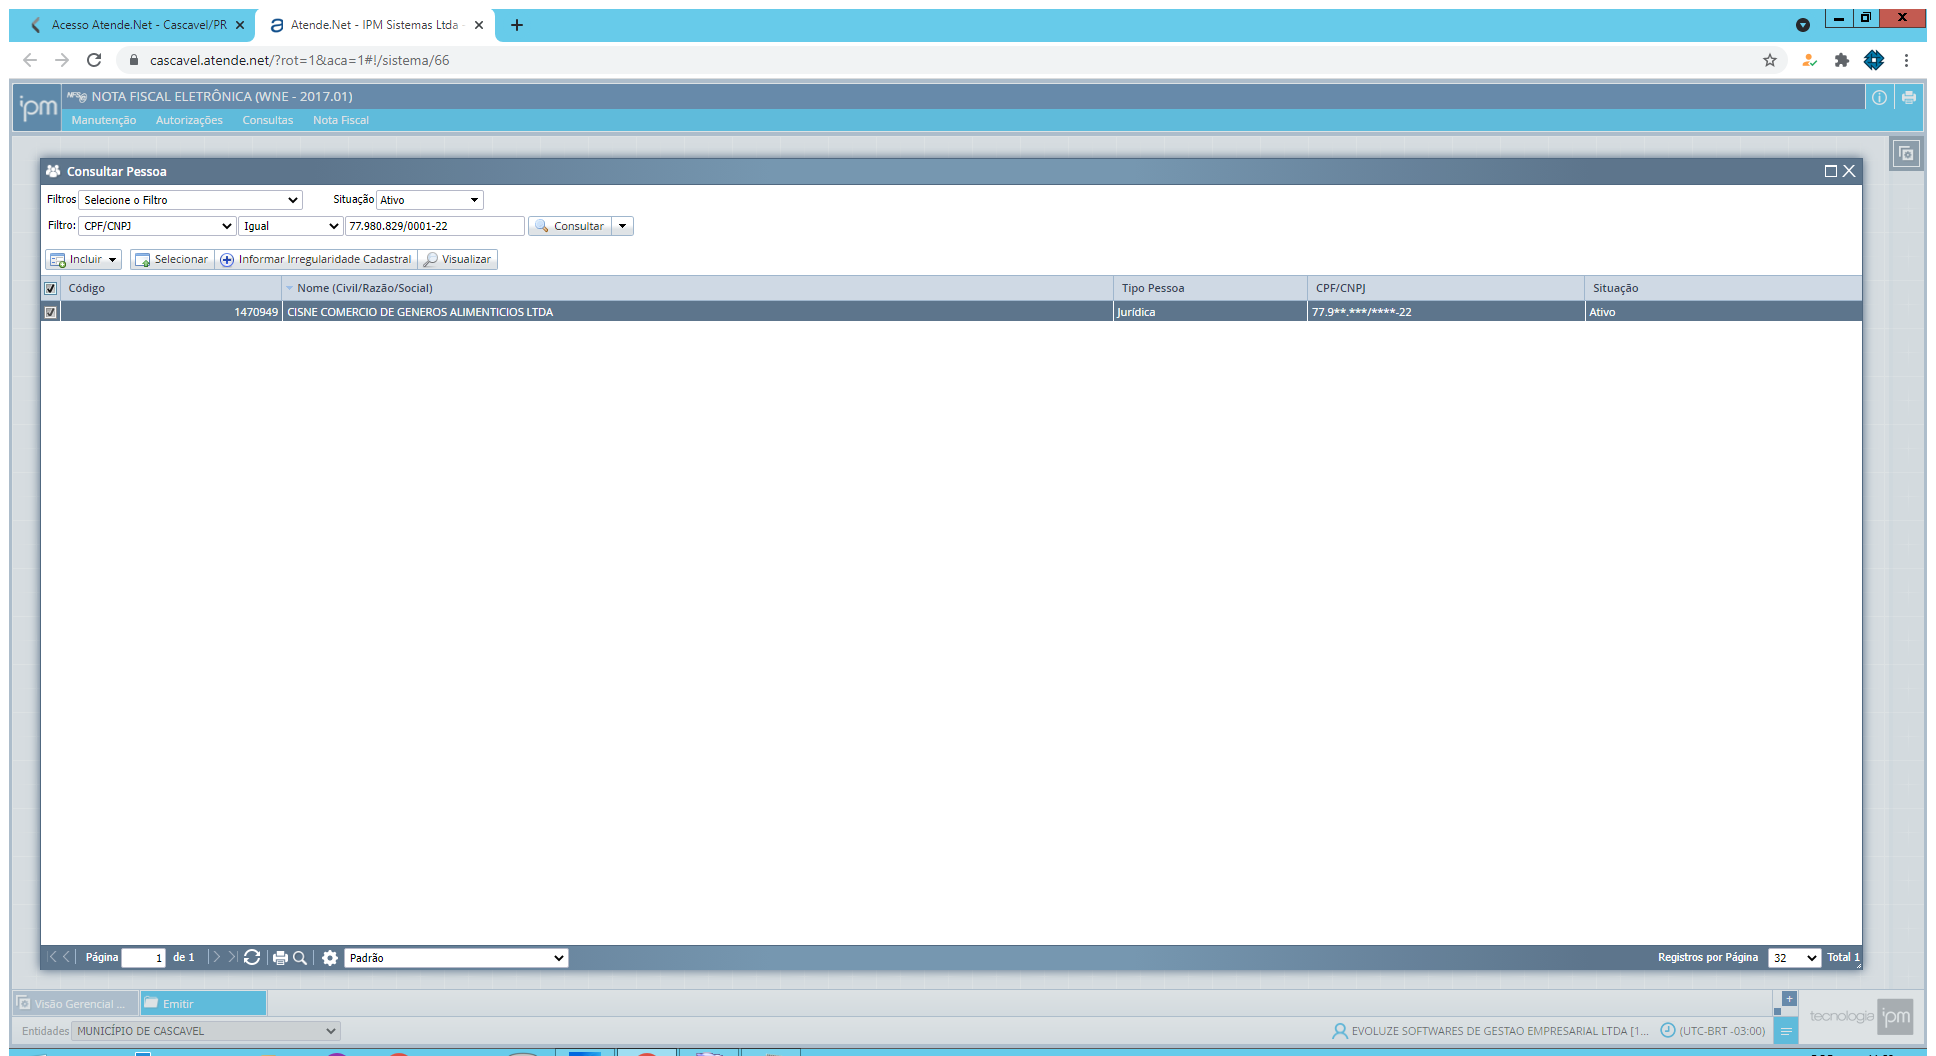 Acesso Atende.Net - Cascavel/PR
Atende.Net - IPM Sistemas Ltda -
cascavel.atende.net/?rot=1&aca=1#!/sistema/66
ipm
NFSe NOTA FISCAL ELETRÔNICA (WNE - 2017.01)
Manutenção Autorizações Consultas Nota Fiscal
Consultar Pessoa
Filtros Selecione o Filtro Situação Ativo
Filtro: CPF/CNPJ Igual 77.980.829/0001-22 Consultar
Incluir Selecionar Informar Irregularidade Cadastral Visualizar
Código Nome (Civil/Razão/Social) Tipo Pessoa CPF/CNPJ Situação
1470949 CISNE COMERCIO DE GENEROS ALIMENTICIOS LTDA Jurídica 77.9**.***/****-22 Ativo
Página 1 de 1 Padrão Registros por Página 32 Total 1
Visão Gerencial ... Emitir
Entidades MUNICÍPIO DE CASCAVEL EVOLUZE SOFTWARES DE GESTAO EMPRESARIAL LTDA [1... (UTC-BRT -03:00) tecnologia ipm